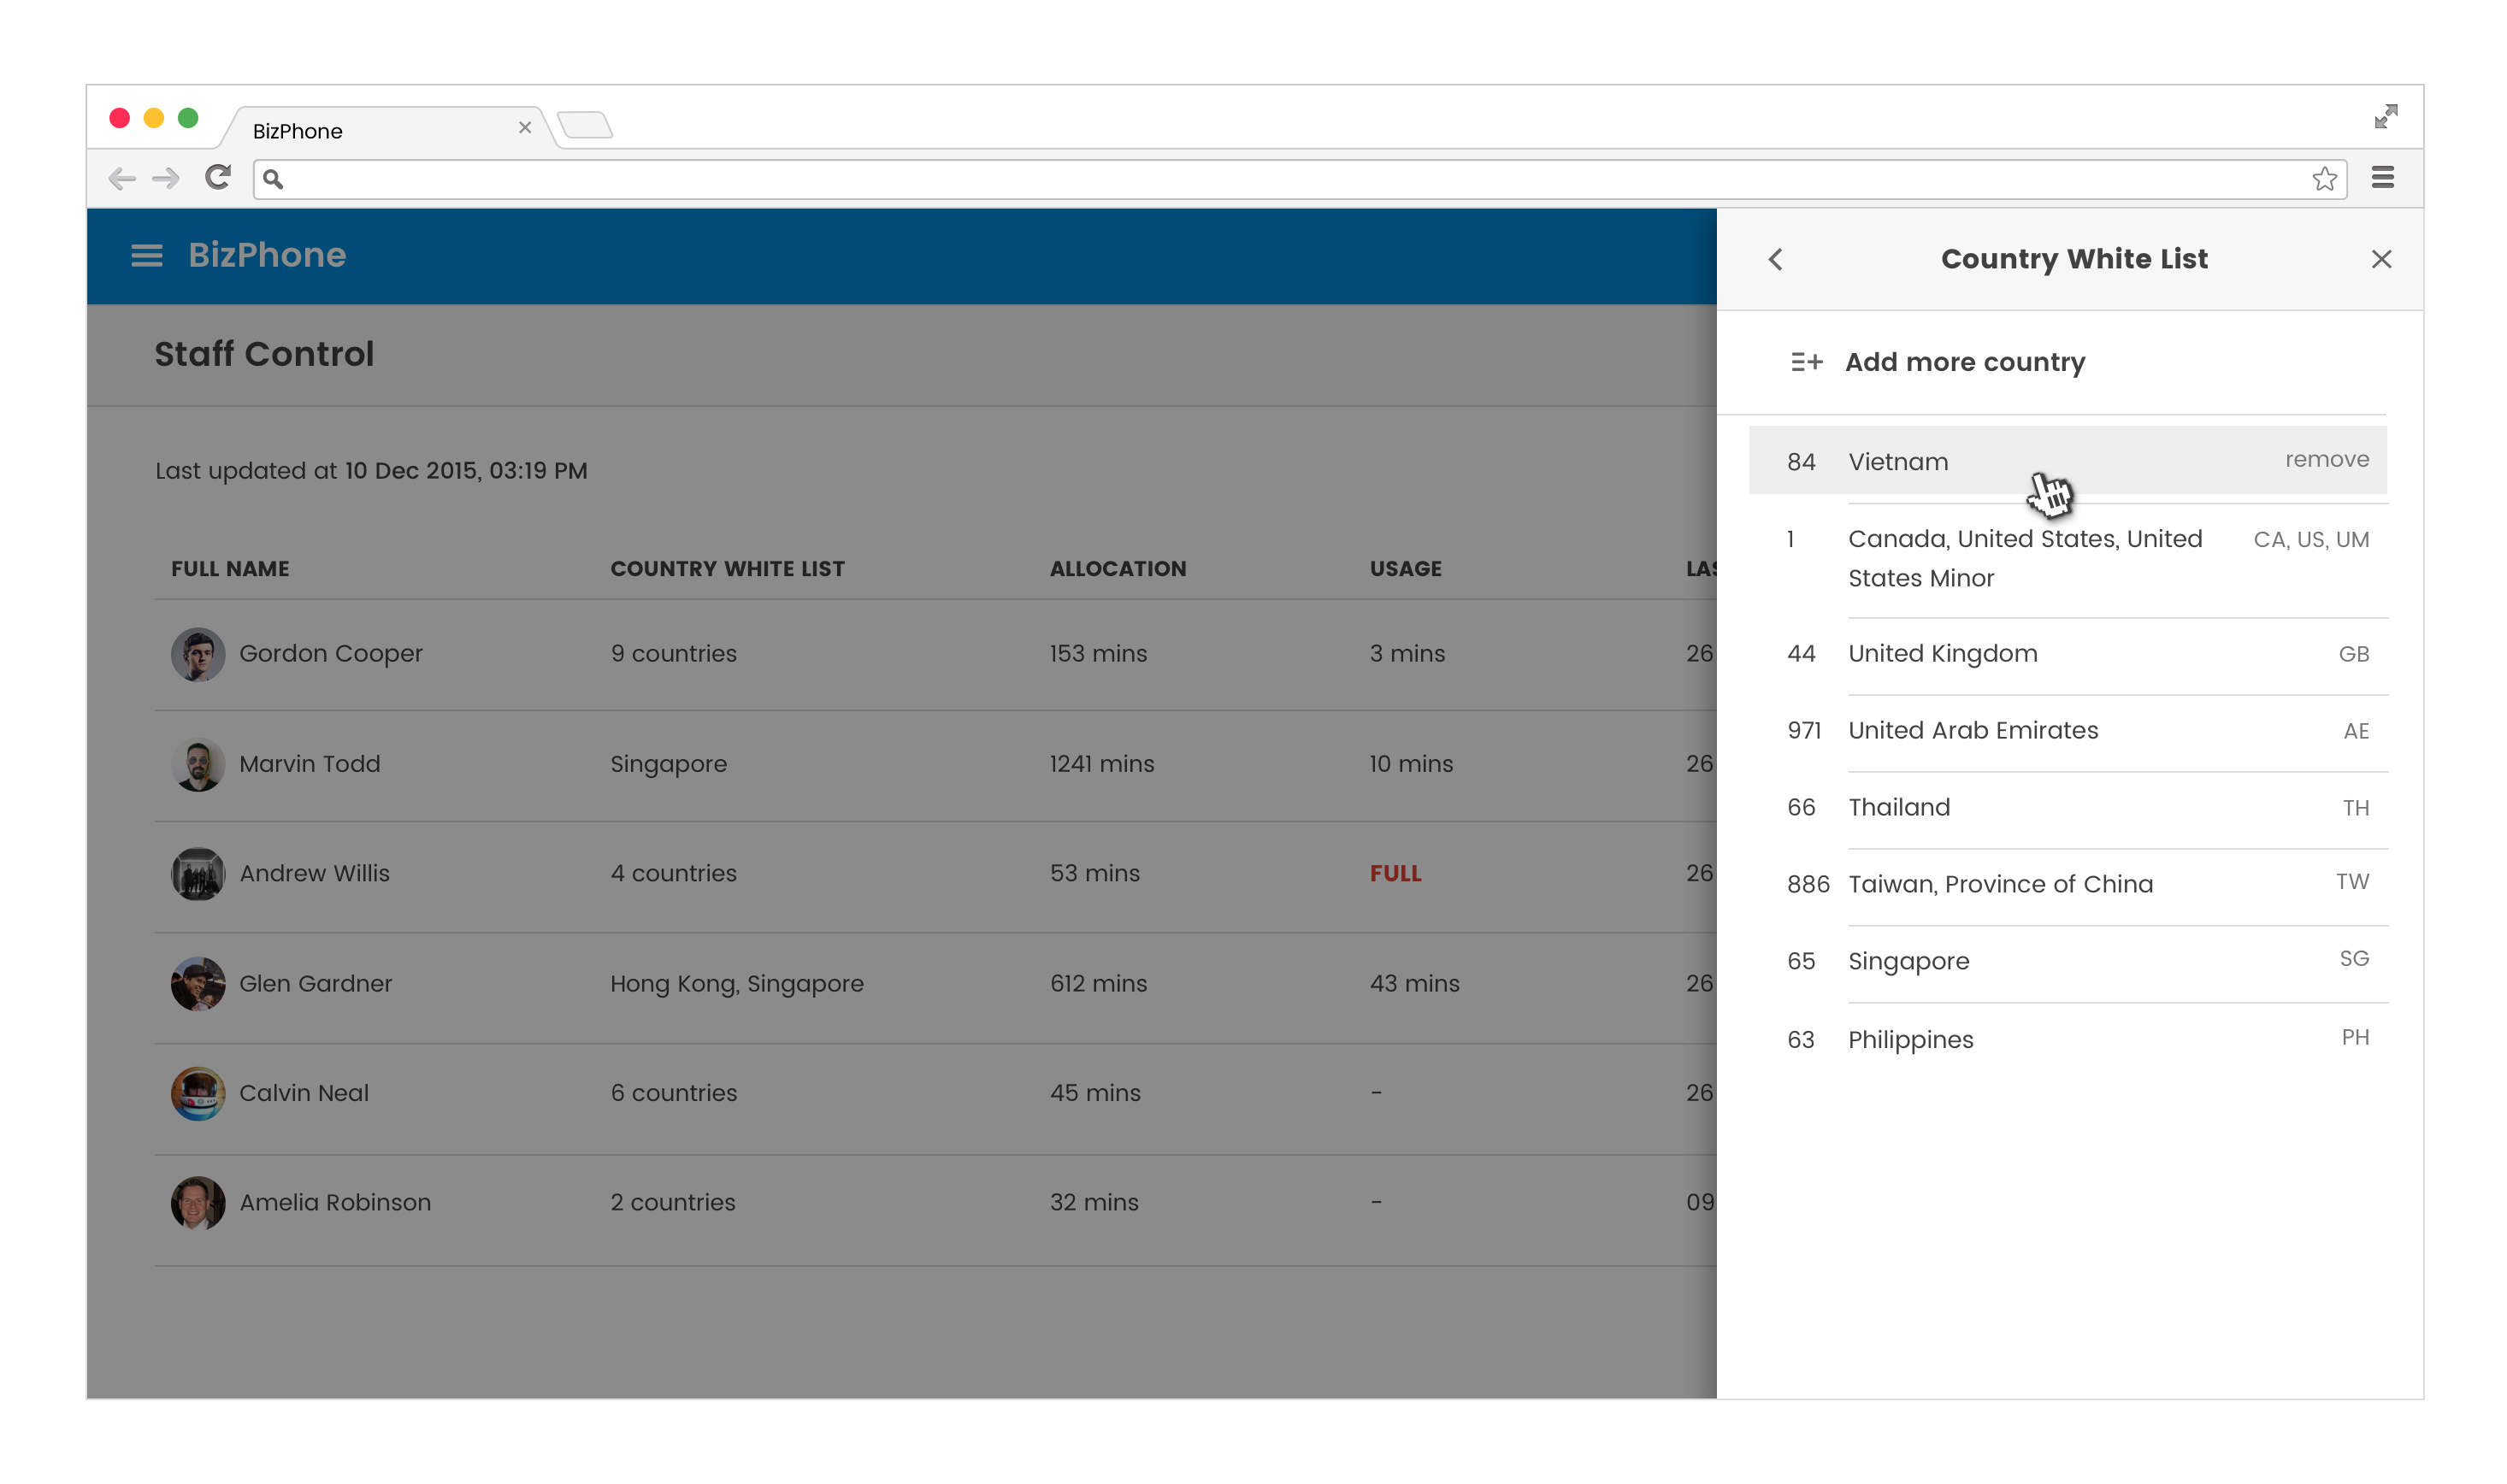 BizPhone
BizPhone
Staff Control
Last updated at 10 Dec 2015, 03:19 PM
FULL NAME COUNTRY WHITE LIST ALLOCATION USAGE
Gordon Cooper 9 countries 153 mins 3 mins 26
Marvin Todd Singapore 1241 mins 10 mins 26
Andrew Willis 4 countries 53 mins FULL 26
Glen Gardner Hong Kong, Singapore 612 mins 43 mins 26
Calvin Neal 6 countries 45 mins - 26
Amelia Robinson 2 countries 32 mins - 09
Country White List
Add more country
84 Vietnam remove
1 Canada, United States, United CA, US, UM
States Minor
44 United Kingdom GB
971 United Arab Emirates AE
66 Thailand TH
886 Taiwan, Province of China TW
65 Singapore SG
63 Philippines PH